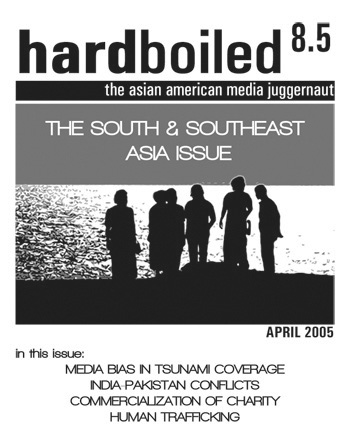 hardboiled 8.5
the asian american media juggernaut
THE SOUTH & SOUTHEAST
ASIA ISSUE
APRIL 2005
in this issue:
MEDIA BIAS IN TSUNAMI COVERAGE
INDIA-PAKISTAN CONFLICTS
COMMERCIALIZATION OF CHARITY
HUMAN TRAFFICKING